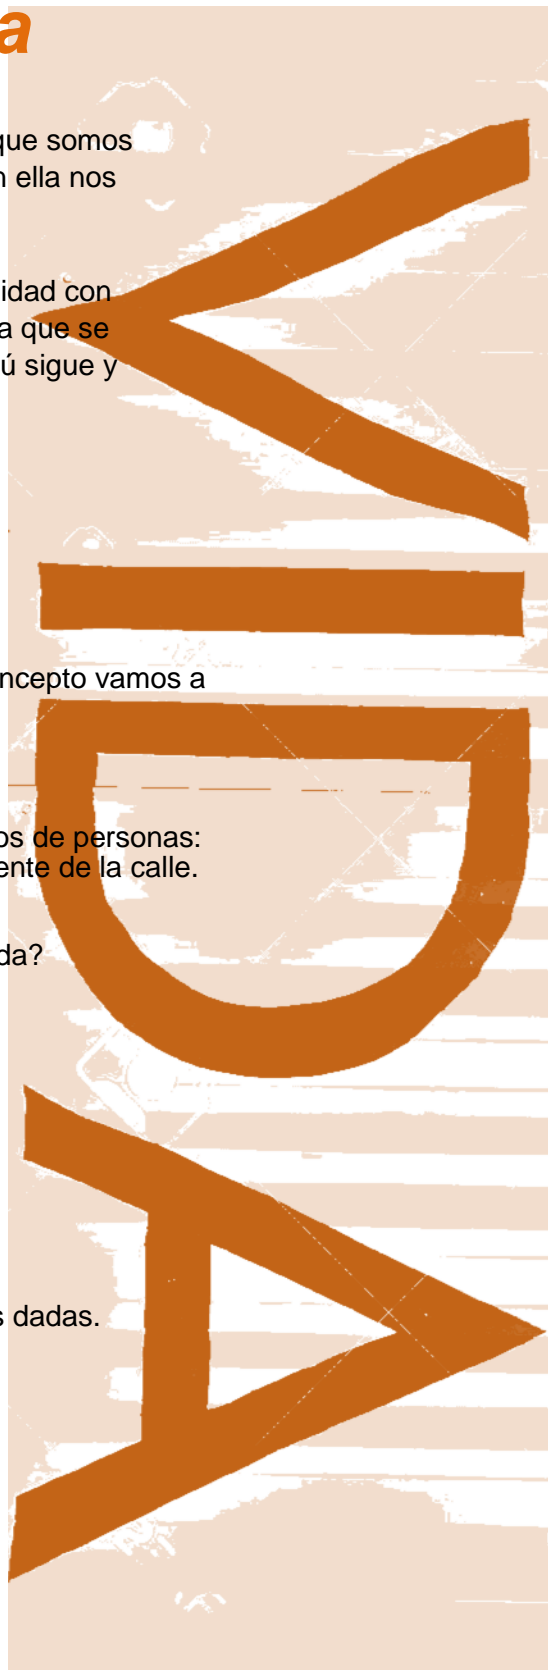 a
que somos
n ella nos
idad con
a que se
ú sigue y
ncepto vamos a
os de personas:
ente de la calle.
da?
s dadas.
VIDA